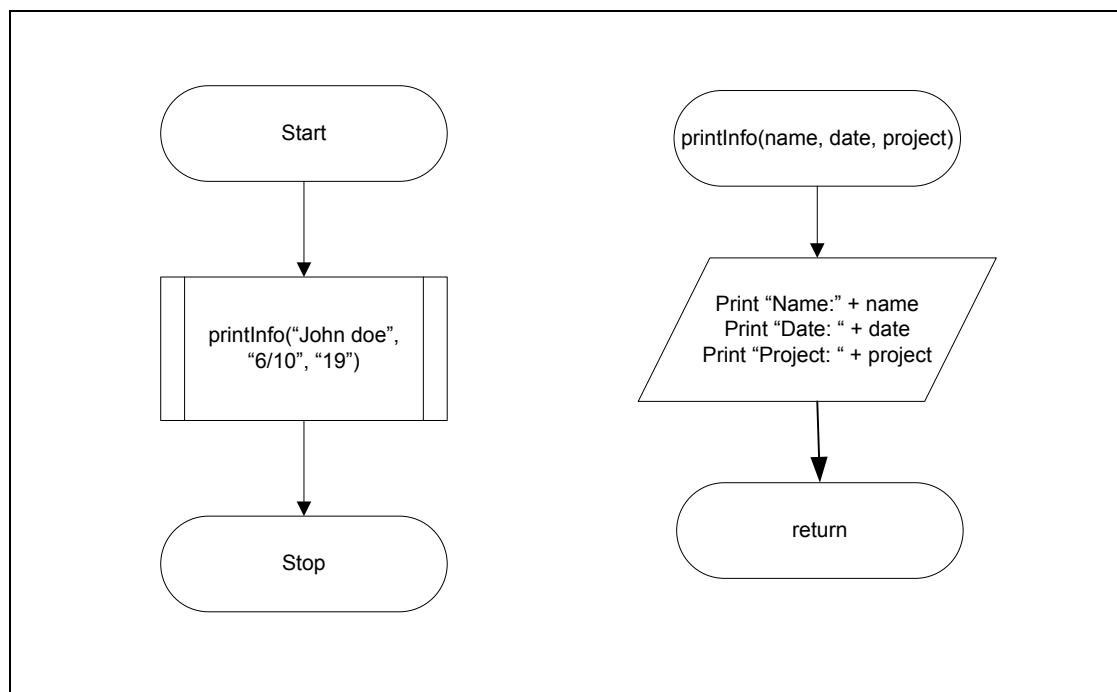 Start
printInfo(“John doe”,
“6/10”, “19”)
Stop
printInfo(name, date, project)
Print “Name:” + name
Print “Date: “ + date
Print “Project: “ + project
return